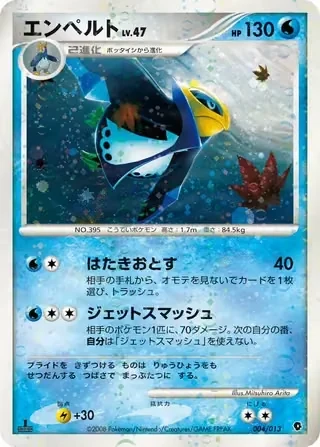 エンペルト LV.47 HP 130
2進化 ポッタイシから進化
NO.395 こうていポケモン 高さ：1.7m 重さ：84.5kg
はたきおとす 40
相手の手札から、オモテを見ないでカードを1枚
選び、トラッシュ。
ジェットスマッシュ
相手のポケモン1匹に、70ダメージ。次の自分の番、
自分は「ジェットスマッシュ」を使えない。
プライドを きずつける ものは りゅうひょうをも
せつだんする つばさで まっぷたつに される。
Illus.Mitsuhiro Arita
弱点 抵抗力
+30
©2008 Pokémon/Nintendo/Creatures/GAME FREAK.
004/013